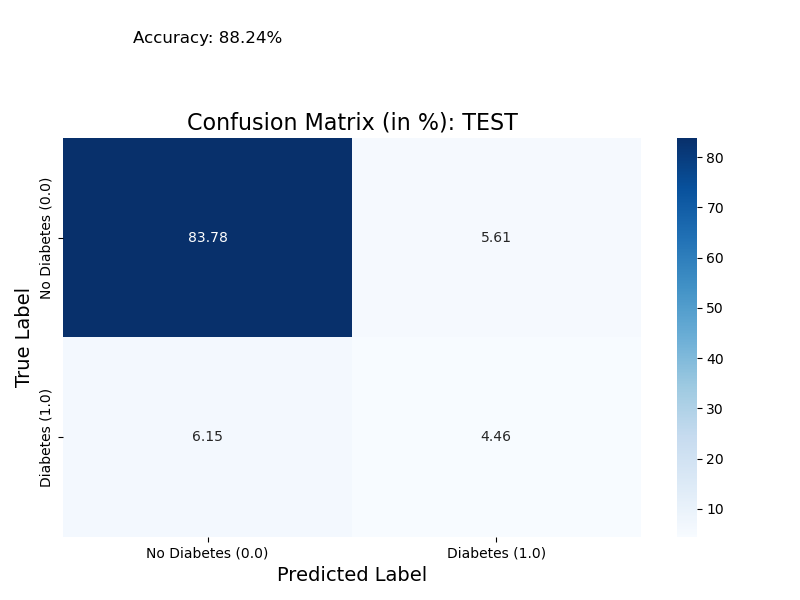 Accuracy: 88.24%
Confusion Matrix (in %): TEST
True Label
No Diabetes (0.0)
Diabetes (1.0)
83.78
5.61
6.15
4.46
No Diabetes (0.0)
Diabetes (1.0)
Predicted Label
80
70
60
50
40
30
20
10